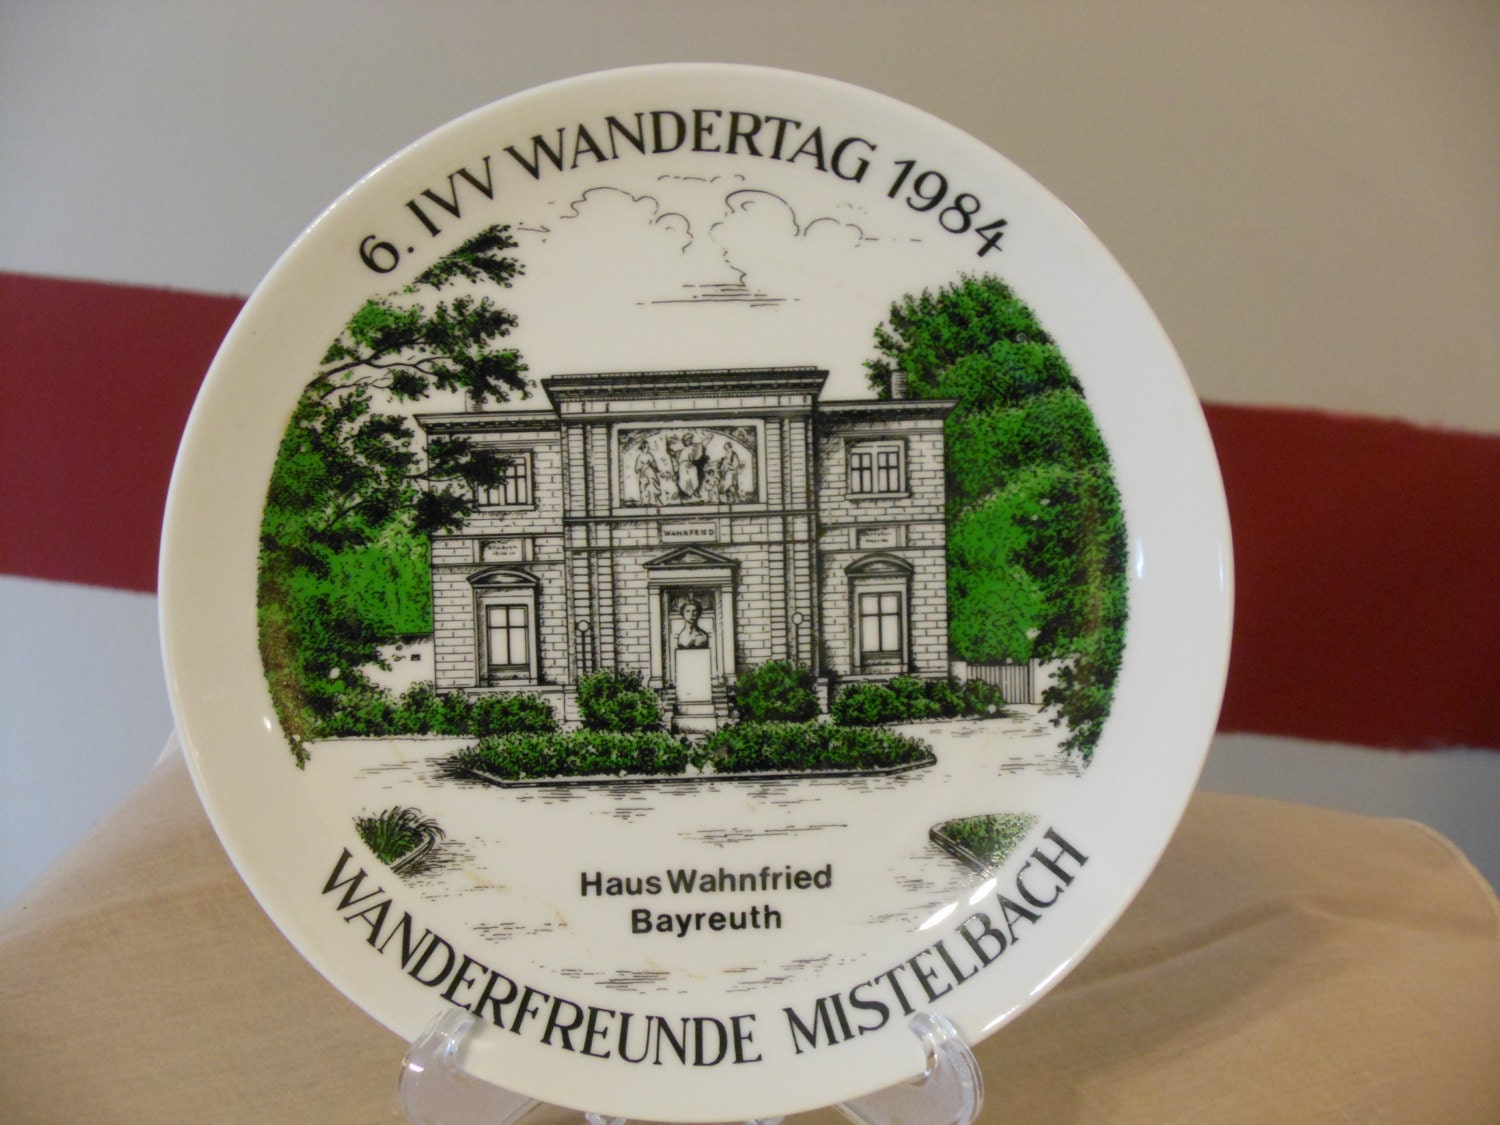 6. IVV WANDERTAG 1984
WAHNFRIED
Haus Wahnfried
Bayreuth
WANDERFREUNDE MISTELBACH